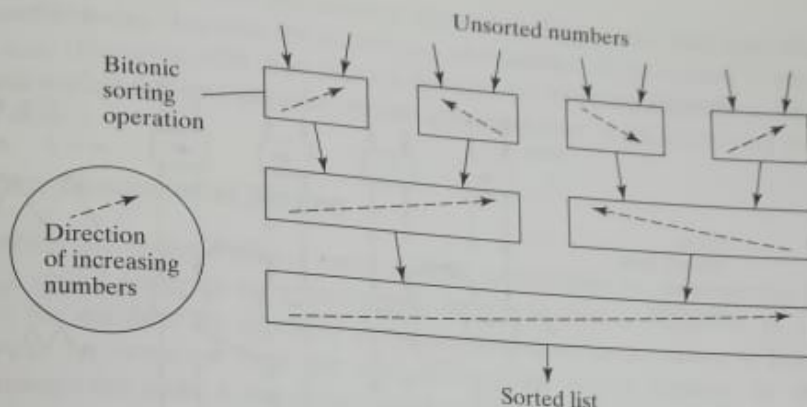 Unsorted numbers
Bitonic
sorting
operation
Direction
of increasing
numbers
Sorted list